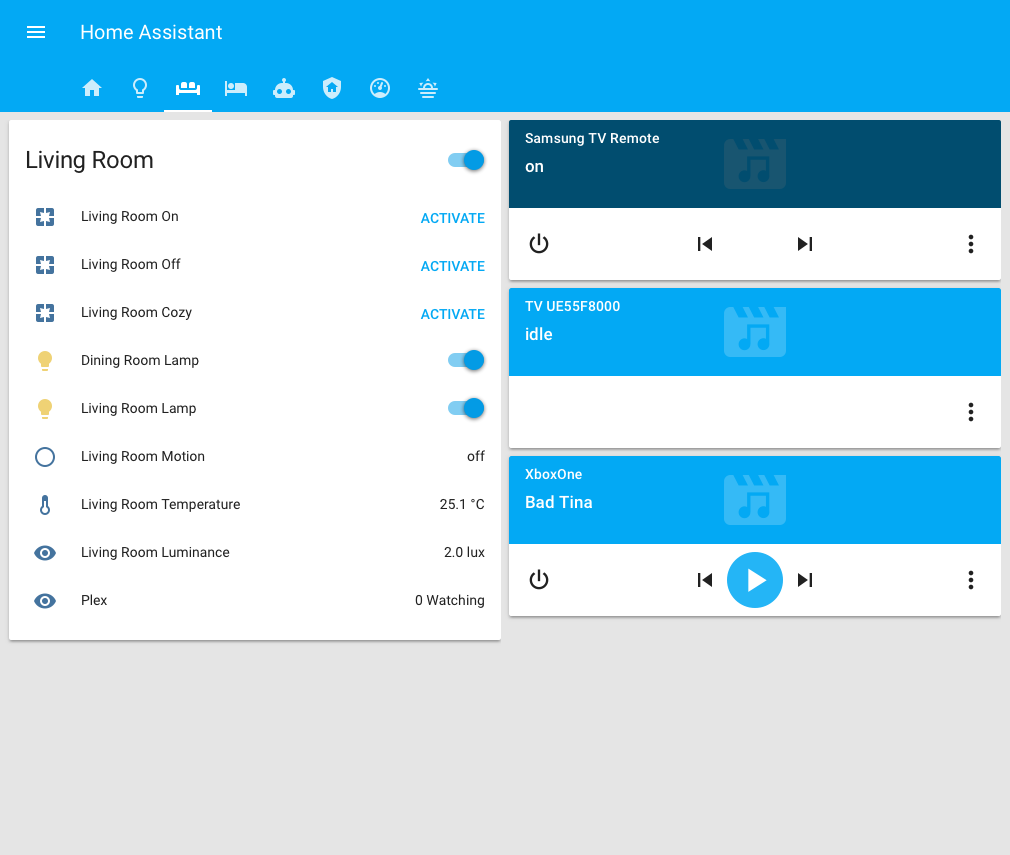 Home Assistant
Living Room
Living Room On ACTIVATE
Living Room Off ACTIVATE
Living Room Cozy ACTIVATE
Dining Room Lamp
Living Room Lamp
Living Room Motion off
Living Room Temperature 25.1 °C
Living Room Luminance 2.0 lux
Plex 0 Watching
Samsung TV Remote
on
TV UE55F8000
idle
XboxOne
Bad Tina